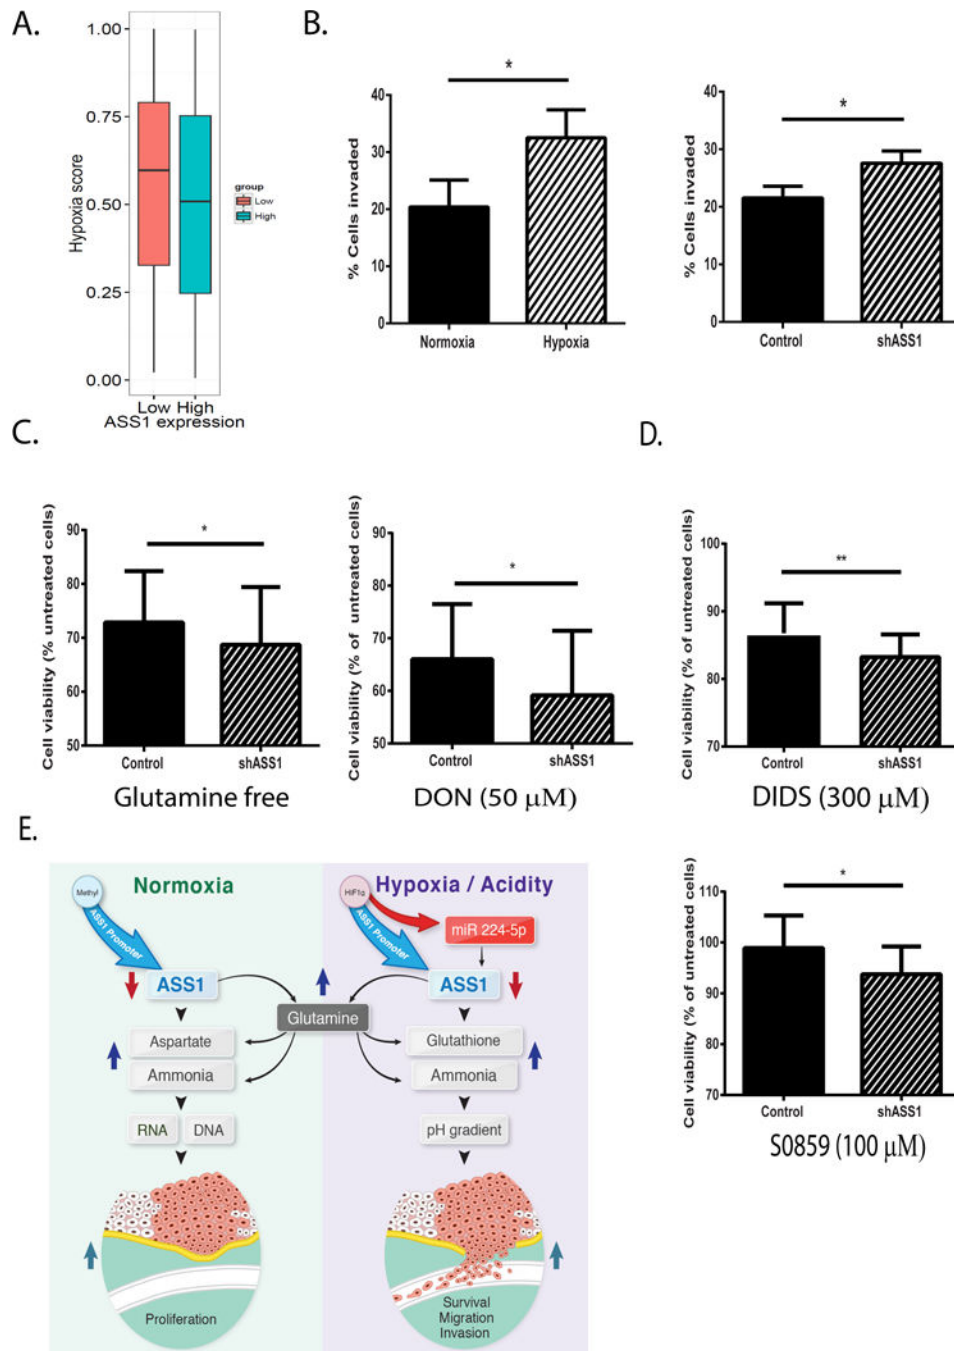 A.
1.00
0.75
0.50
0.25
0.00
Hypoxia score
Low High
ASS1 expression
group
Low
High
B.
*
40
30
20
10
0
% Cells invaded
Normoxia
Hypoxia
*
40
30
20
10
0
% Cells invaded
Control
shASS1
C.
*
90
80
70
60
50
Cell viability (% untreated cells)
Control
shASS1
Glutamine free
*
90
80
70
60
50
Cell viability (% of untreated cells)
Control
shASS1
DON (50 μM)
D.
**
100
90
80
70
Cell viability (% of untreated cells)
Control
shASS1
DIDS (300 μM)
*
110
100
90
80
70
Cell viability (% of untreated cells)
Control
shASS1
S0859 (100 μM)
E.
Normoxia
Methyl
ASS1 Promoter
ASS1
Aspartate
Ammonia
RNA
DNA
Proliferation
Glutamine
Hypoxia / Acidity
HIF1α
ASS1 Promoter
miR 224-5p
ASS1
Glutathione
Ammonia
pH gradient
Survival
Migration
Invasion